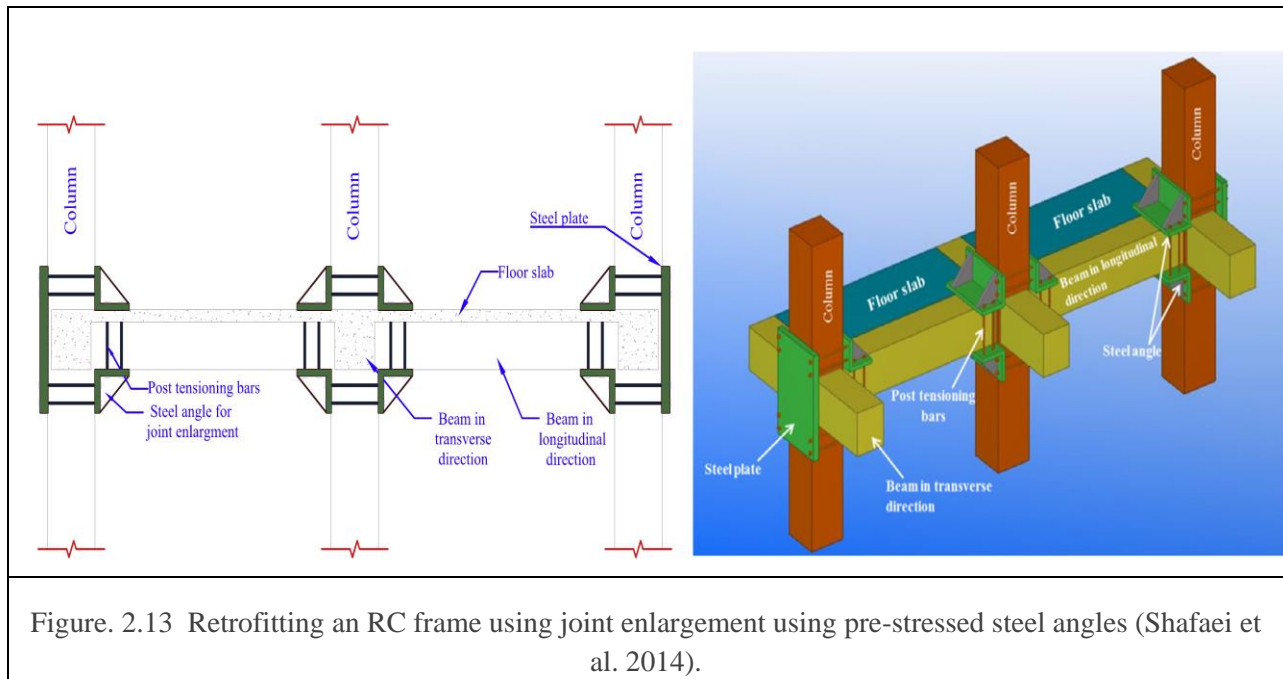 Column
Column
Column
Steel plate
Floor slab
Post tensioning bars
Steel angle for
joint enlargment
Beam in
transverse
direction
Beam in
longitudinal
direction
Column
Column
Column
Floor slab
Floor slab
Beam in longitudinal
direction
Steel angle
Post tensioning
bars
Steel plate
Beam in transverse
direction
Figure. 2.13 Retrofitting an RC frame using joint enlargement using pre-stressed steel angles (Shafaei et
al. 2014).